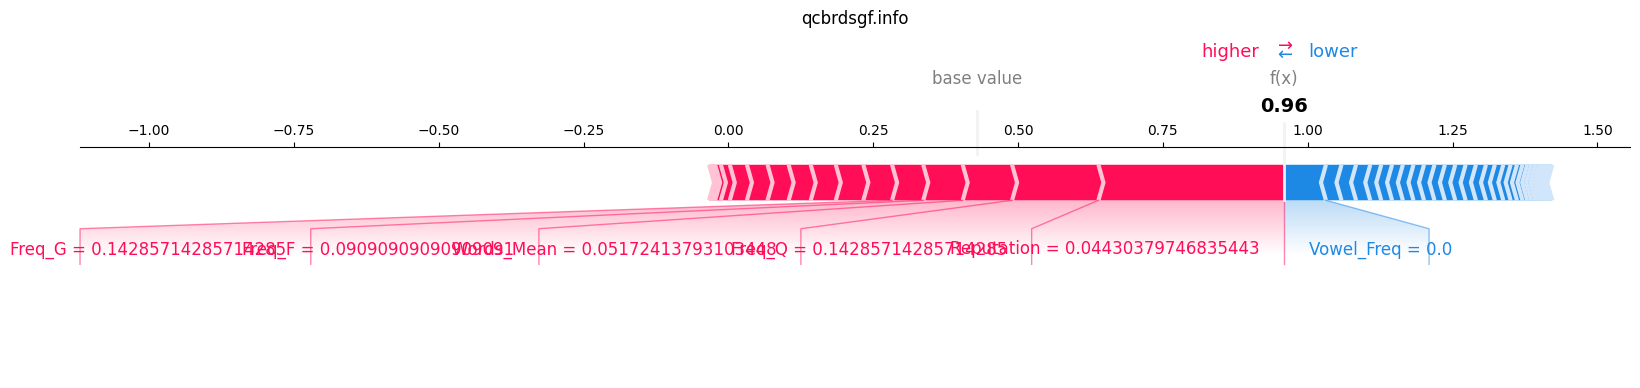 qcbrdsgf.info
higher ⇄ lower
base value f(x)
0.96
−1.00 −0.75 −0.50 −0.25 0.00 0.25 0.50 0.75 1.00 1.25 1.50
Freq_G = 0.14285714285714285 Freq_F = 0.09090909090909091 Words_Mean = 0.05172413793103448 Freq_Q = 0.14285714285714285 Reputation = 0.04430379746835443 Vowel_Freq = 0.0